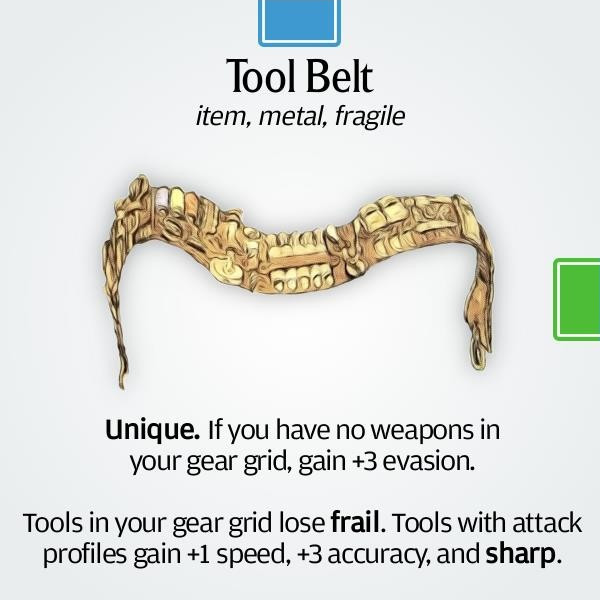 Tool Belt
item, metal, fragile
Unique. If you have no weapons in
your gear grid, gain +3 evasion.
Tools in your gear grid lose frail. Tools with attack
profiles gain +1 speed, +3 accuracy, and sharp.